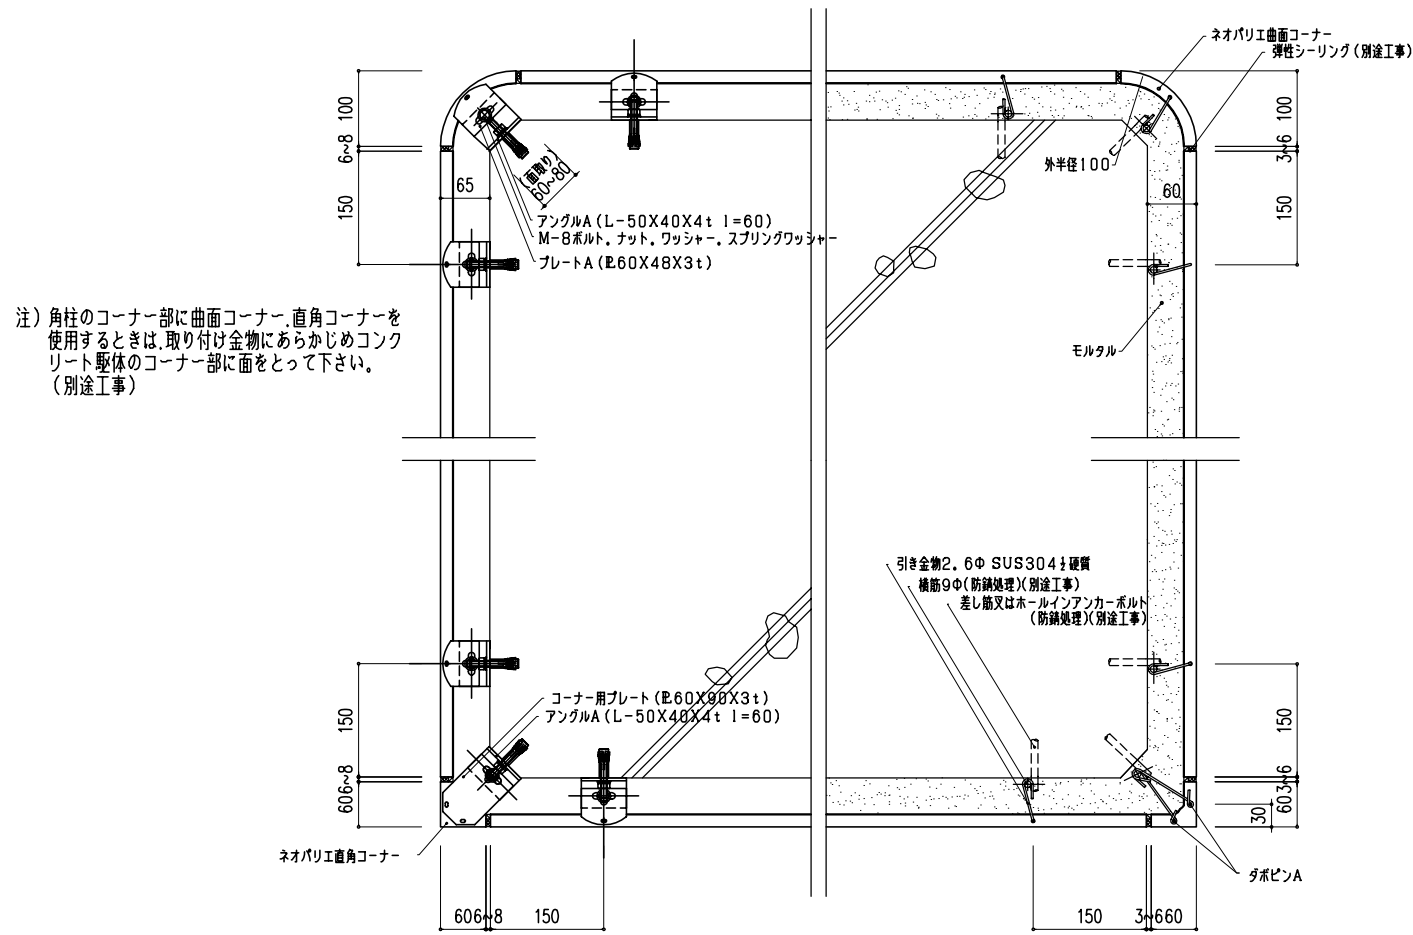 ネオパリエ曲面コーナー
弾性シーリング(別途工事)
100
6~8
150
65
(面取り)
60~80
アングルA(L-50X40X4t l=60)
M-8ボルト.ナット.ワッシャー.スプリングワッシャー
プレートA(PL60X48X3t)
外半径100
60
100
3~6
150
モルタル
注)角柱のコーナー部に曲面コーナー.直角コーナーを
使用するときは.取り付け金物にあらかじめコンク
リート駆体のコーナー部に面をとって下さい。
(別途工事)
引き金物2.6Φ SUS304½硬質
横筋9Φ(防錆処理)(別途工事)
差し筋又はホールインアンカーボルト
(防錆処理)(別途工事)
コーナー用プレート(PL60X90X3t)
アングルA(L-50X40X4t l=60)
150
6~8
60
150
3~6
60
30
ネオパリエ直角コーナー
ダボピンA
60
6~8
150
150
3~6
60